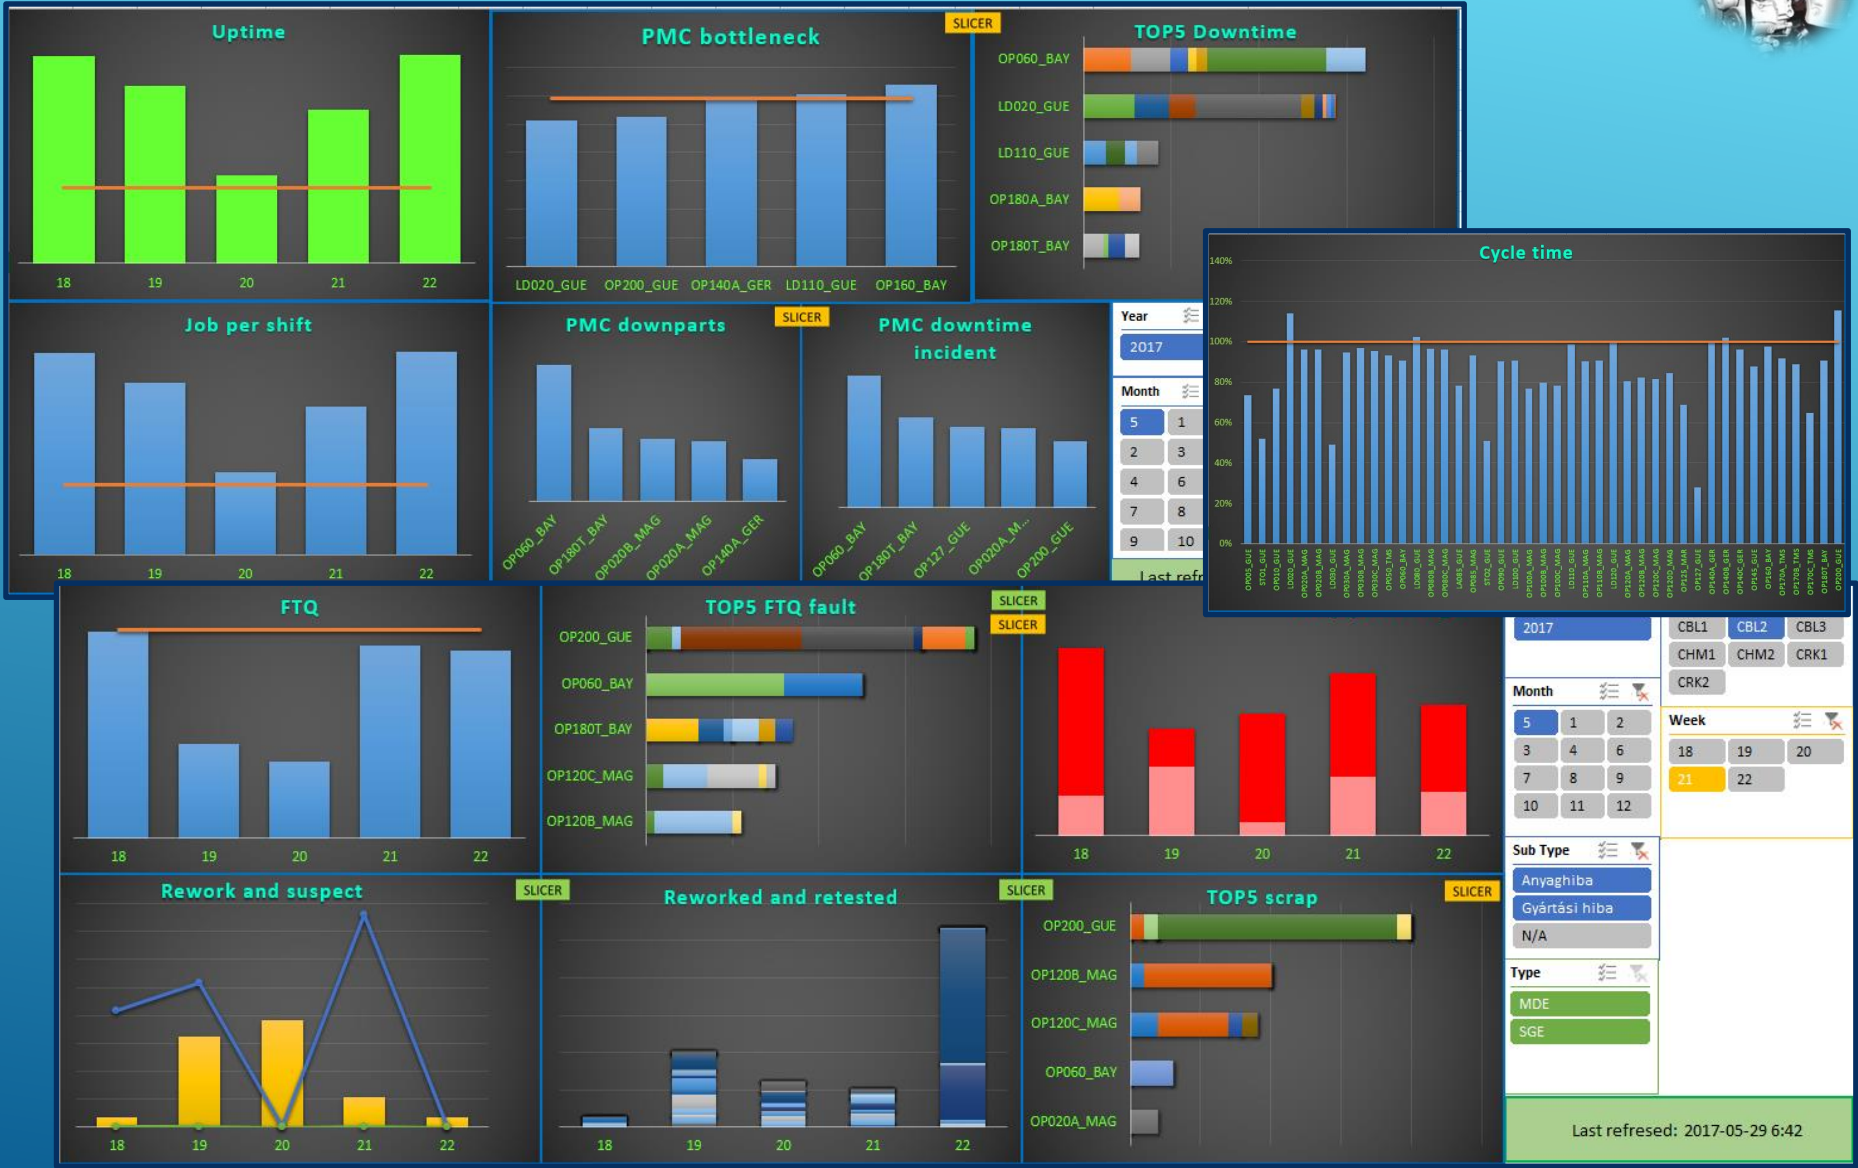 Uptime
18 19 20 21 22
PMC bottleneck
SLICER
LD020_GUE OP200_GUE OP140A_GER LD110_GUE OP160_BAY
TOP5 Downtime
OP060_BAY
LD020_GUE
LD110_GUE
OP180A_BAY
OP180T_BAY
Job per shift
18 19 20 21 22
PMC downparts
SLICER
OP060_BAY OP180T_BAY OP020B_MAG OP020A_MAG OP140A_GER
PMC downtime
incident
OP060_BAY OP180T_BAY OP127_GUE OP020A_M... OP200_GUE
Year
2017
Month
5 1
2 3
4 6
7 8
9 10
Last refr
Cycle time
140%
120%
100%
80%
60%
40%
20%
0%
FTQ
18 19 20 21 22
TOP5 FTQ fault
SLICER
SLICER
OP200_GUE
OP060_BAY
OP180T_BAY
OP120C_MAG
OP120B_MAG
18 19 20 21 22
2017
CBL1 CBL2 CBL3
CHM1 CHM2 CRK1
CRK2
Month
5 1 2
3 4 6
7 8 9
10 11 12
Week
18 19 20
21 22
Sub Type
Anyaghiba
Gyártási hiba
N/A
Type
MDE
SGE
Rework and suspect
SLICER
18 19 20 21 22
Reworked and retested
SLICER
18 19 20 21 22
TOP5 scrap
SLICER
OP200_GUE
OP120B_MAG
OP120C_MAG
OP060_BAY
OP020A_MAG
Last refresed: 2017-05-29 6:42